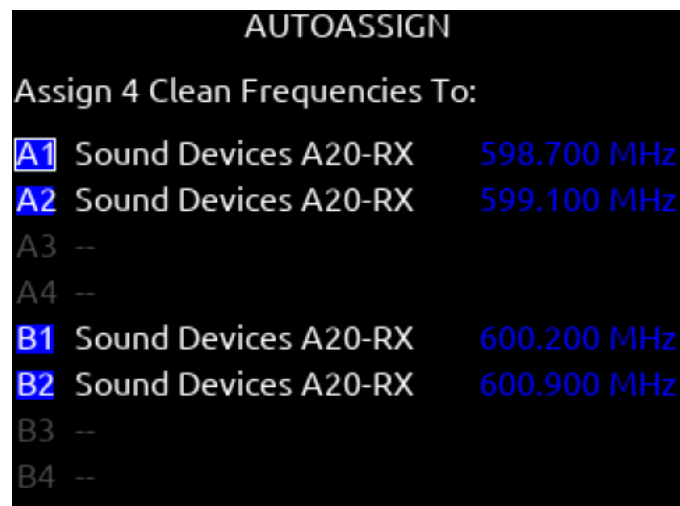 AUTOASSIGN
Assign 4 Clean Frequencies To:
A1 Sound Devices A20-RX 598.700 MHz
A2 Sound Devices A20-RX 599.100 MHz
A3 --
A4 --
B1 Sound Devices A20-RX 600.200 MHz
B2 Sound Devices A20-RX 600.900 MHz
B3 --
B4 --